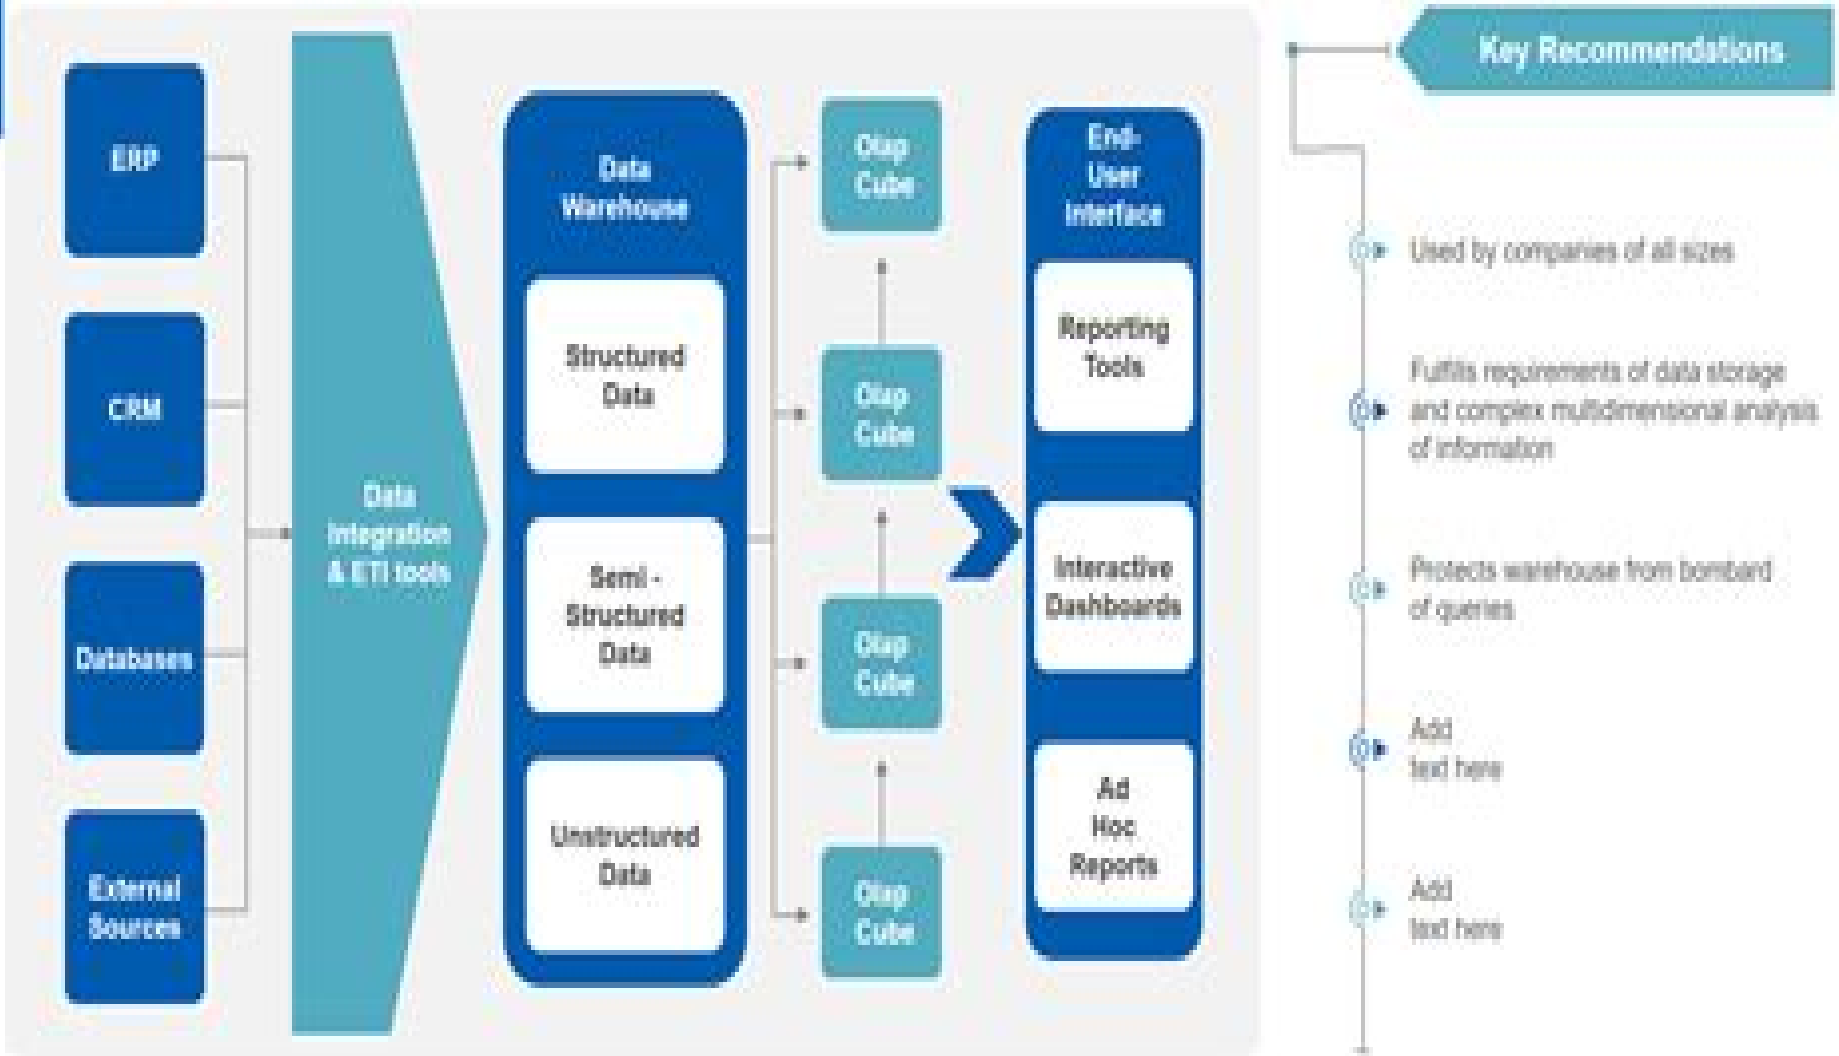 ERP
CRM
Databases
External
Sources
Data
Integration
& ETI tools
Data
Warehouse
Structured
Data
Semi -
Structured
Data
Unstructured
Data
Olap
Cube
Olap
Cube
Olap
Cube
Olap
Cube
End-
User
Interface
Reporting
Tools
Interactive
Dashboards
Ad
Hoc
Reports
Key Recommendations
Used by companies of all sizes
Fulfills requirements of data storage
and complex multidimensional analysis
of information
Protects warehouse from bombard
of queries
Add
text here
Add
text here